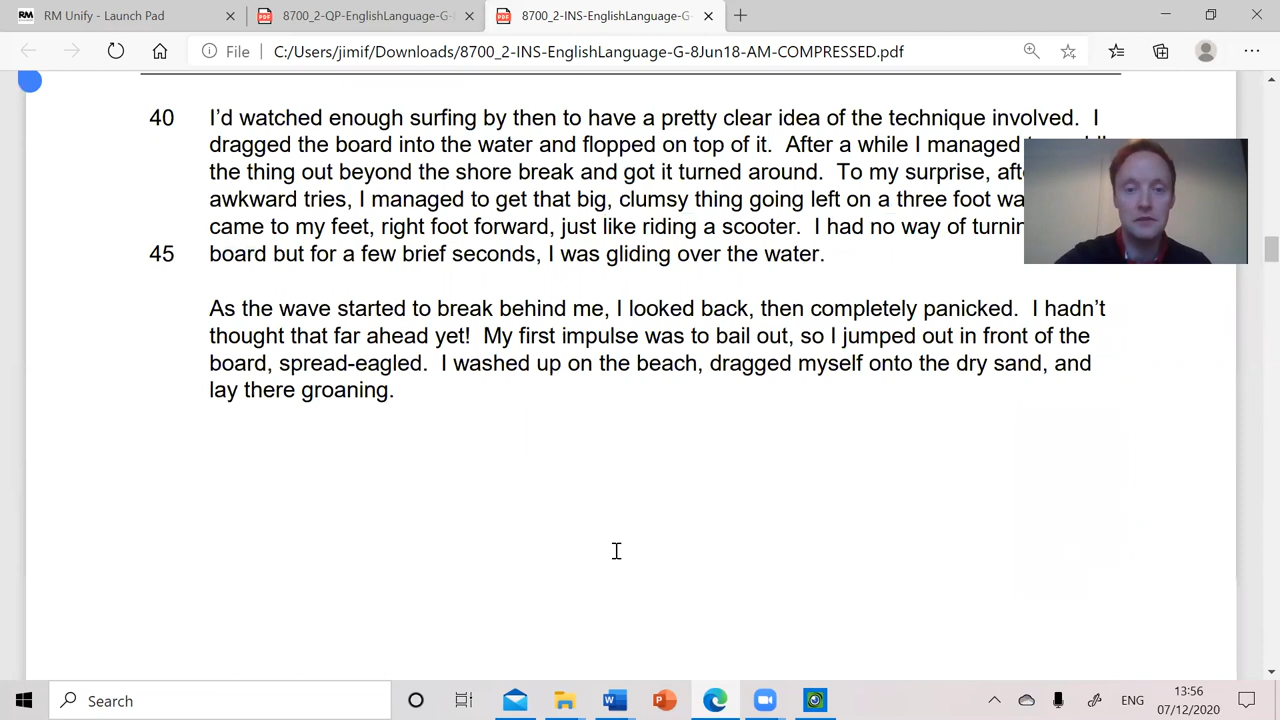 RM Unify - Launch Pad
8700_2-QP-EnglishLanguage-G-
8700_2-INS-EnglishLanguage-G-
File C:/Users/jimif/Downloads/8700_2-INS-EnglishLanguage-G-8Jun18-AM-COMPRESSED.pdf
40 I'd watched enough surfing by then to have a pretty clear idea of the technique involved. I
dragged the board into the water and flopped on top of it. After a while I managed
the thing out beyond the shore break and got it turned around. To my surprise,
awkward tries, I managed to get that big, clumsy thing going left on a three foot
came to my feet, right foot forward, just like riding a scooter. I had no way of
45 board but for a few brief seconds, I was gliding over the water.
As the wave started to break behind me, I looked back, then completely panicked. I hadn't
thought that far ahead yet! My first impulse was to bail out, so I jumped out in front of the
board, spread-eagled. I washed up on the beach, dragged myself onto the dry sand, and
lay there groaning.
Search
ENG
13:56
07/12/2020